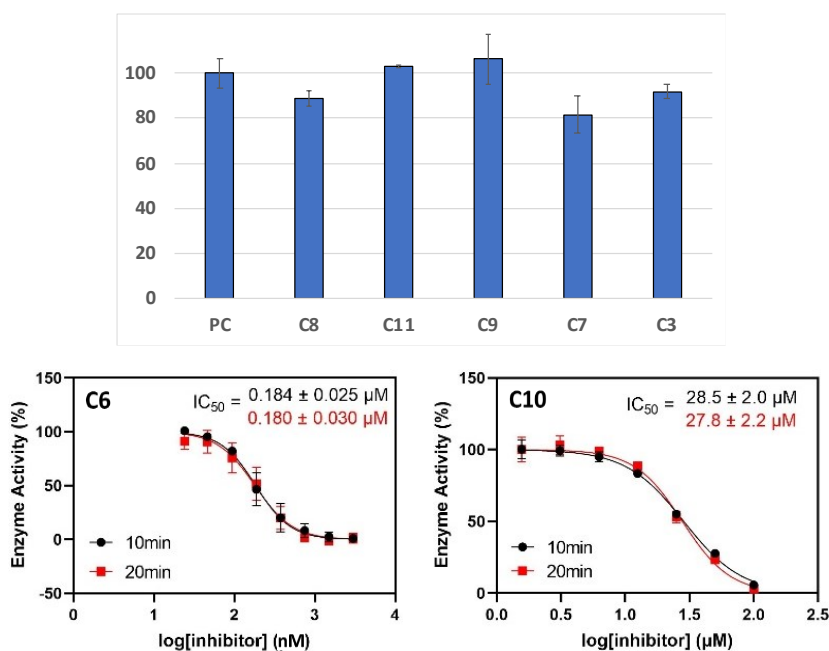 100
80
60
40
20
0
PC C8 C11 C9 C7 C3
C6
IC50 = 0.184 ± 0.025 µM
0.180 ± 0.030 µM
Enzyme Activity (%)
150
100
50
0
-50
10min
20min
0 1 2 3 4
log[inhibitor] (nM)
C10
IC50 = 28.5 ± 2.0 µM
27.8 ± 2.2 µM
Enzyme Activity (%)
150
100
50
0
10min
20min
0.0 0.5 1.0 1.5 2.0 2.5
log[inhibitor] (µM)